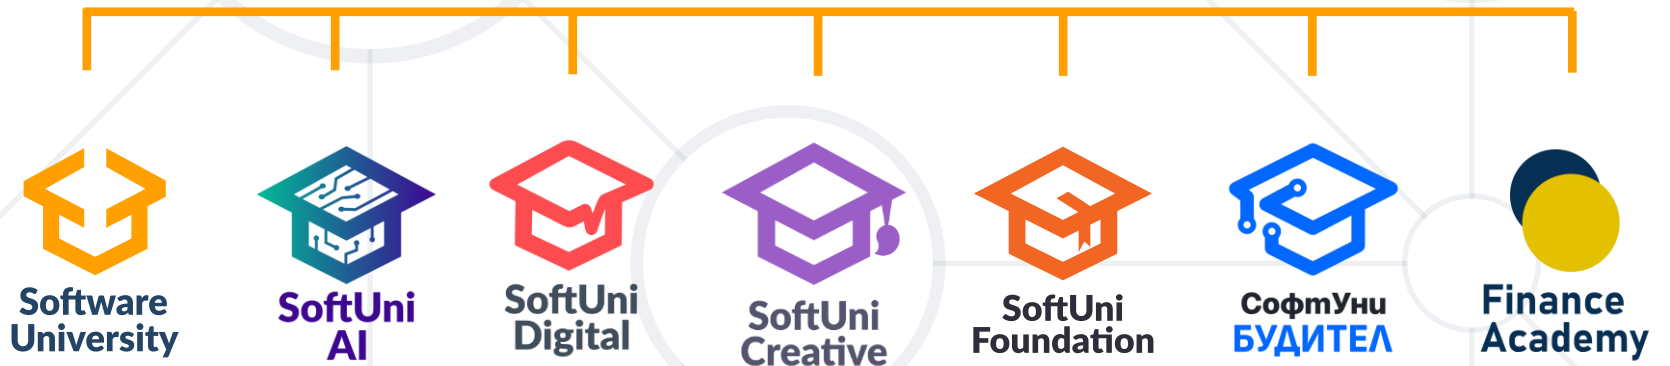 Software
University
SoftUni
AI
SoftUni
Digital
SoftUni
Creative
SoftUni
Foundation
СофтУни
БУДИТЕЛ
Finance
Academy